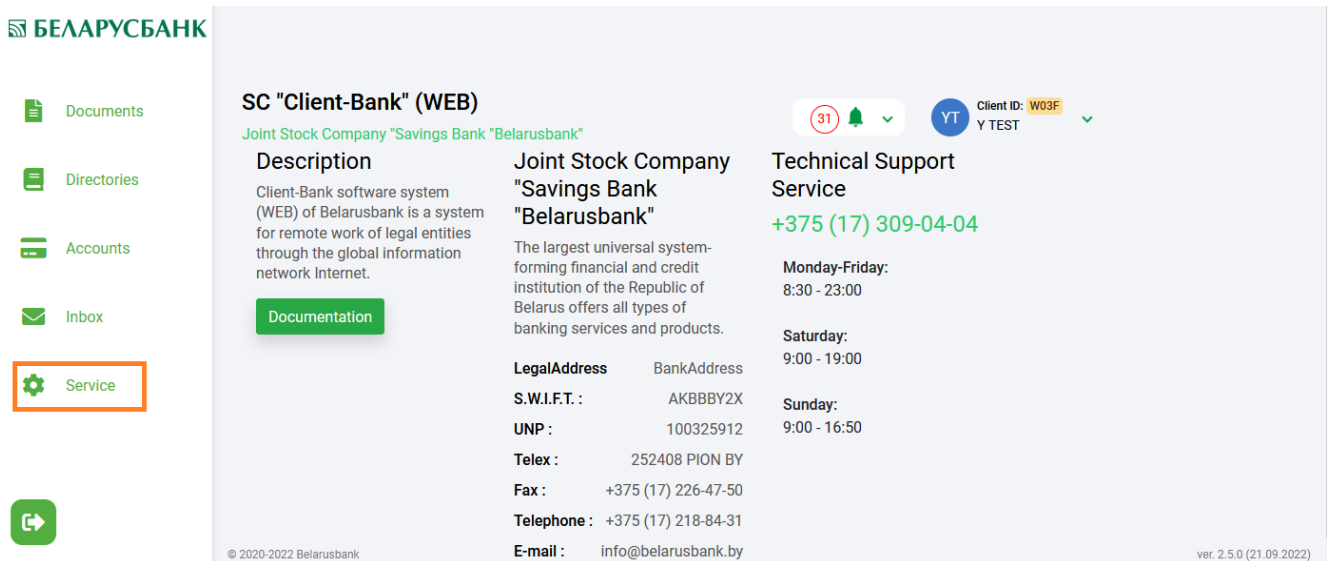 БЕЛАРУСБАНК
Documents
Directories
Accounts
Inbox
Service
SC "Client-Bank" (WEB)
Joint Stock Company "Savings Bank "Belarusbank"
31
YT
Client ID: W03F
Y TEST
Description
Client-Bank software system
(WEB) of Belarusbank is a system
for remote work of legal entities
through the global information
network Internet.
Documentation
Joint Stock Company
"Savings Bank
"Belarusbank"
The largest universal system-
forming financial and credit
institution of the Republic of
Belarus offers all types of
banking services and products.
LegalAddress BankAddress
S.W.I.F.T. : AKBBBY2X
UNP : 100325912
Telex : 252408 PION BY
Fax : +375 (17) 226-47-50
Telephone : +375 (17) 218-84-31
E-mail : info@belarusbank.by
Technical Support
Service
+375 (17) 309-04-04
Monday-Friday:
8:30 - 23:00
Saturday:
9:00 - 19:00
Sunday:
9:00 - 16:50
© 2020-2022 Belarusbank
ver. 2.5.0 (21.09.2022)